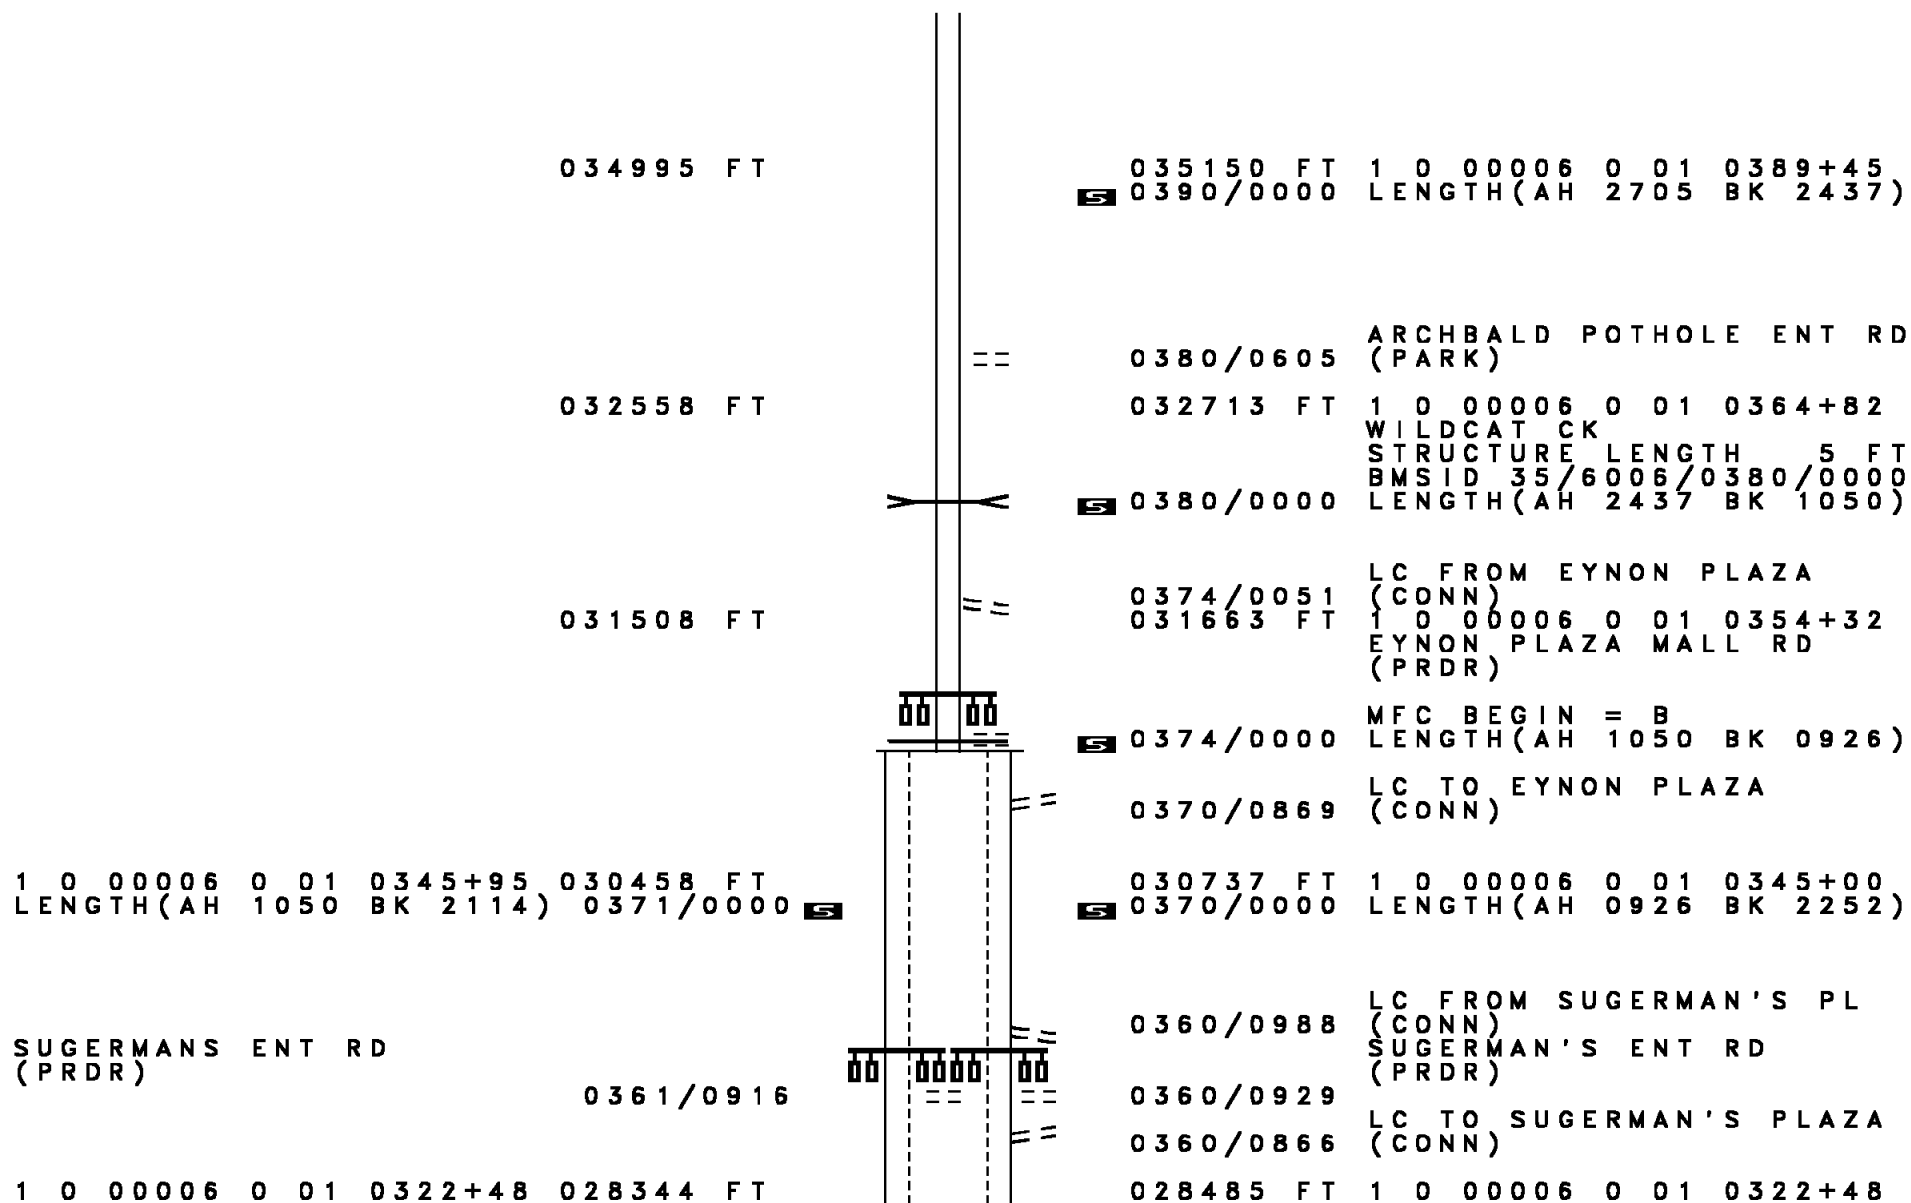 034995 FT 035150 FT 1 0 00006 0 01 0389+45
S 0390/0000 LENGTH(AH 2705 BK 2437)
ARCHBALD POTHOLE ENT RD
0380/0605 (PARK)
032558 FT 032713 FT 1 0 00006 0 01 0364+82
WILDCAT CK
STRUCTURE LENGTH 5 FT
BMSID 35/6006/0380/0000
S 0380/0000 LENGTH(AH 2437 BK 1050)
LC FROM EYNON PLAZA
0374/0051 (CONN)
031508 FT 031663 FT 1 0 00006 0 01 0354+32
EYNON PLAZA MALL RD
(PRDR)
MFC BEGIN = B
S 0374/0000 LENGTH(AH 1050 BK 0926)
LC TO EYNON PLAZA
0370/0869 (CONN)
1 0 00006 0 01 0345+95 030458 FT 030737 FT 1 0 00006 0 01 0345+00
LENGTH(AH 1050 BK 2114) 0371/0000 S S 0370/0000 LENGTH(AH 0926 BK 2252)
LC FROM SUGERMAN'S PL
0360/0988 (CONN)
SUGERMANS ENT RD SUGERMAN'S ENT RD
(PRDR) (PRDR)
0361/0916 0360/0929
LC TO SUGERMAN'S PLAZA
0360/0866 (CONN)
1 0 00006 0 01 0322+48 028344 FT 028485 FT 1 0 00006 0 01 0322+48